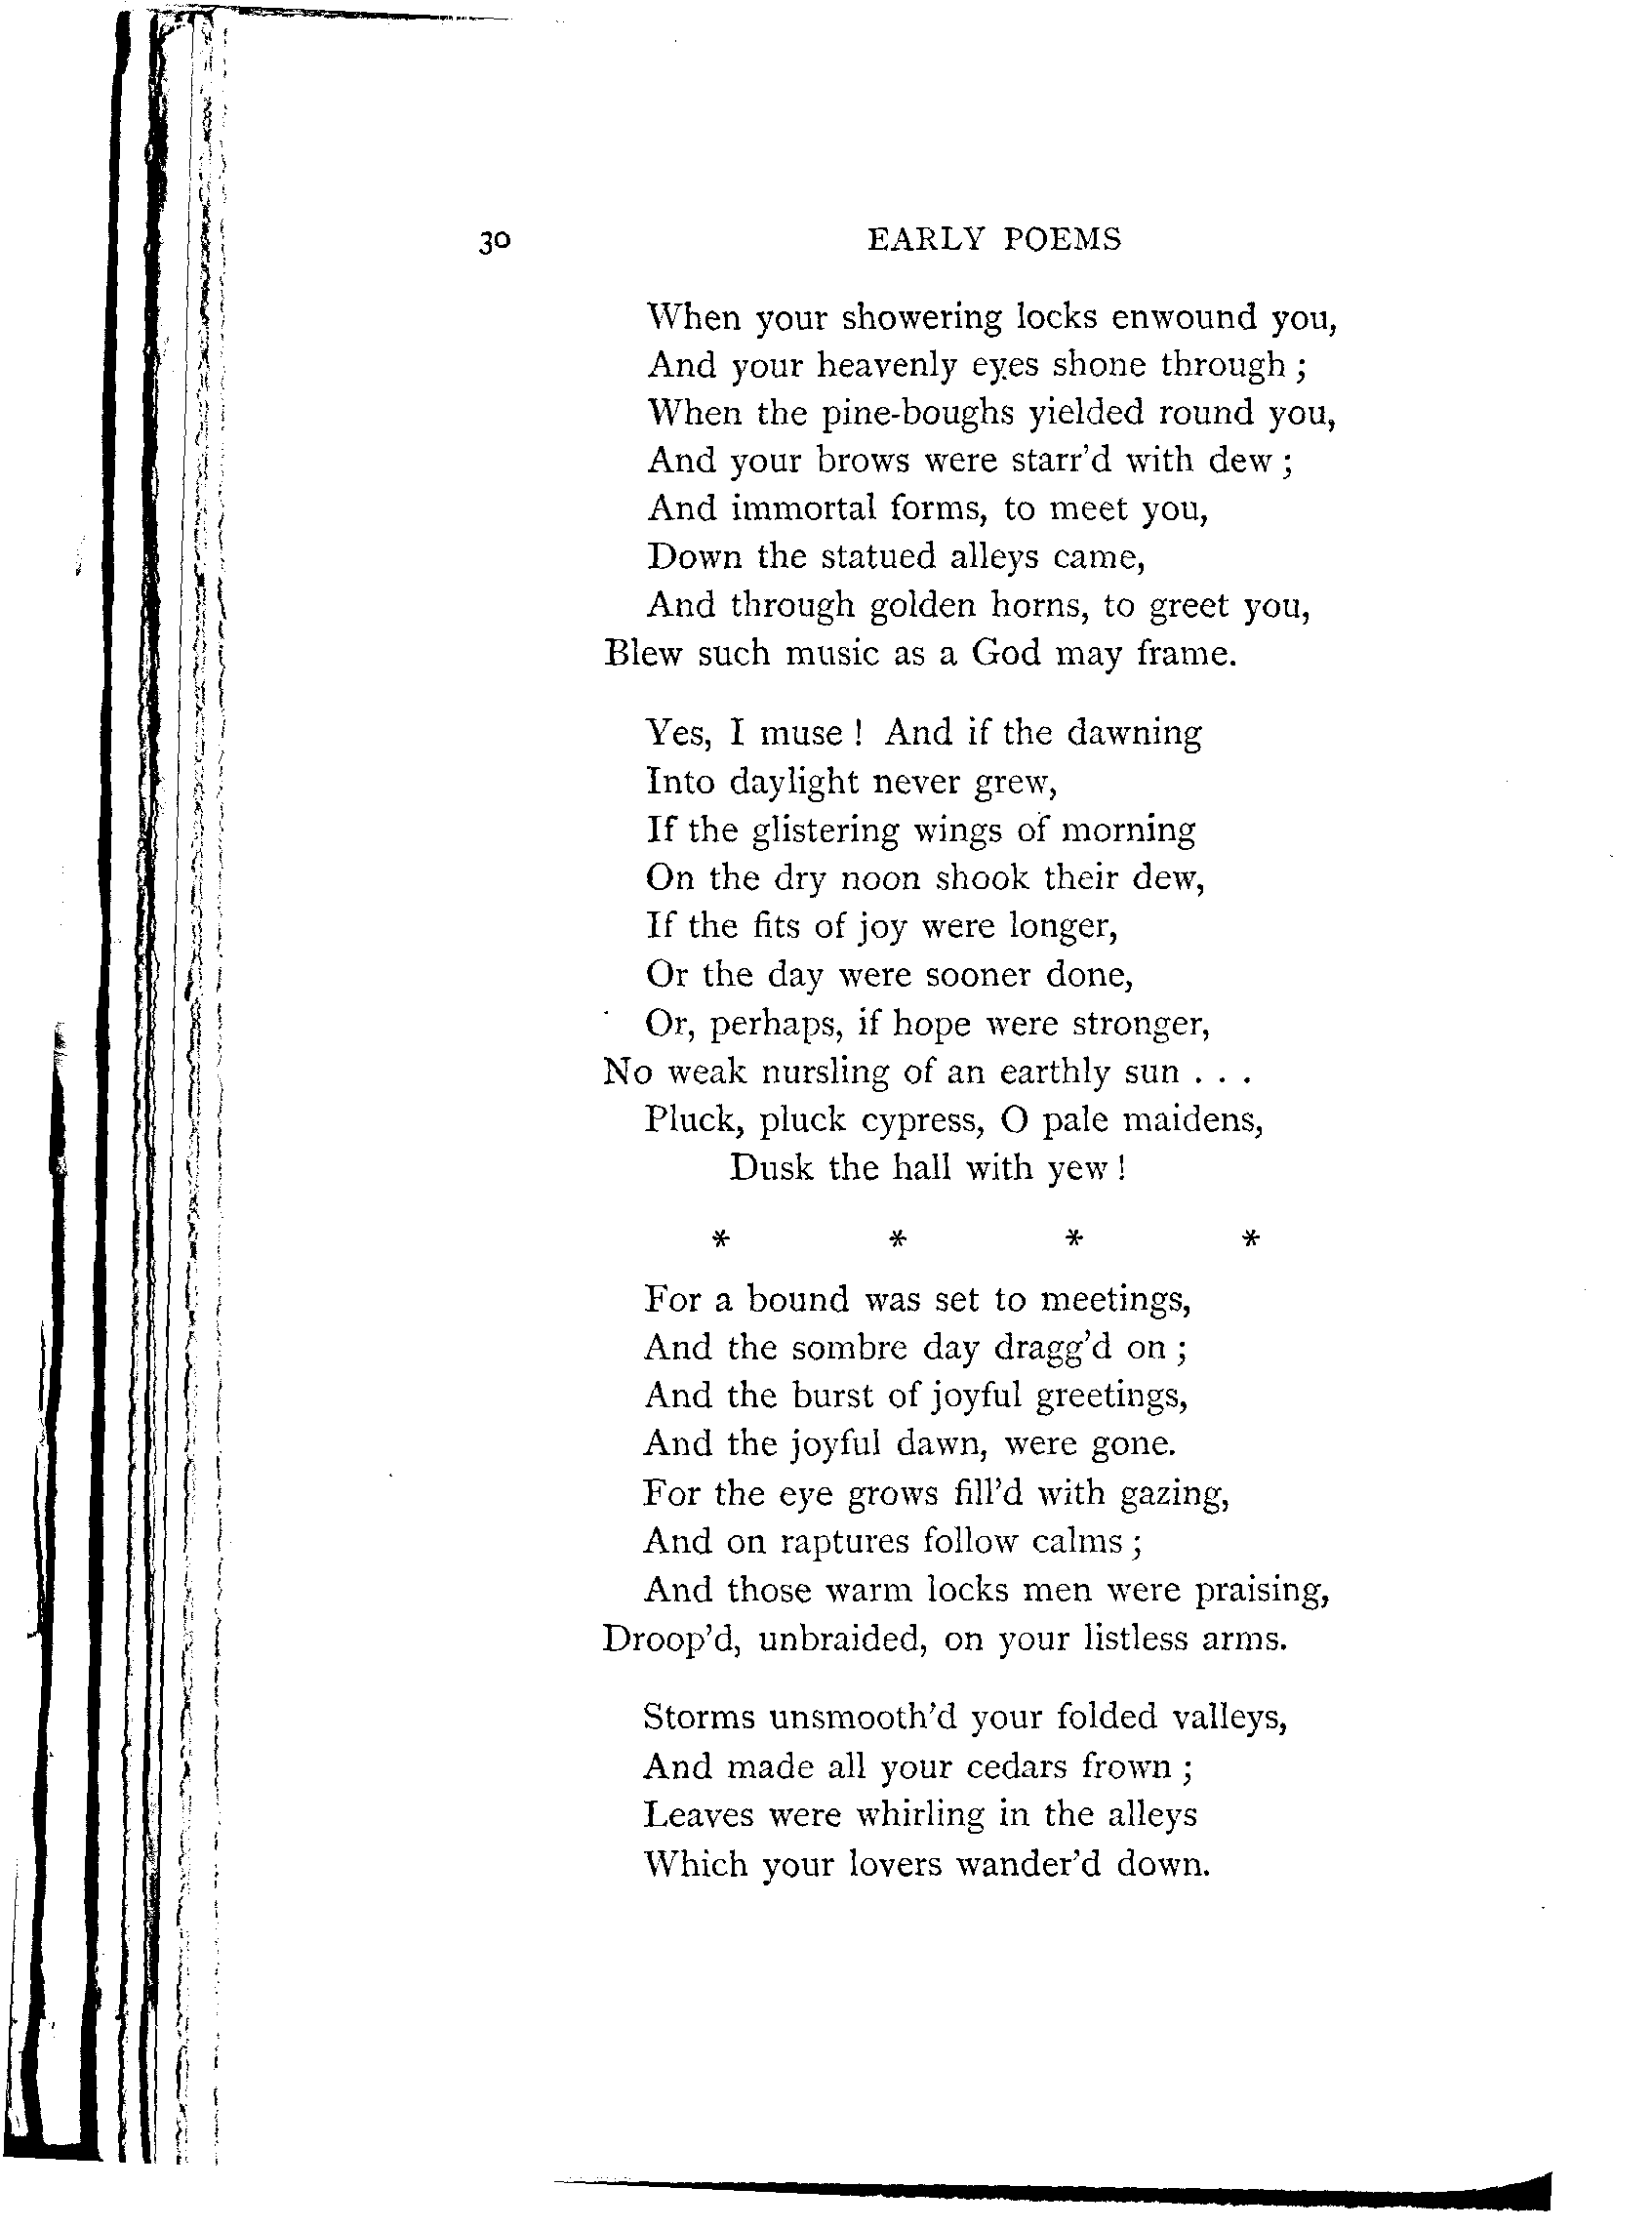 30 EARLY POEMS
When your showering locks enwound you,
And your heavenly eyes shone through ;
When the pine-boughs yielded round you,
And your brows were starr'd with dew ;
And immortal forms, to meet you,
Down the statued alleys came,
And through golden horns, to greet you,
Blew such music as a God may frame.
Yes, I muse ! And if the dawning
Into daylight never grew,
If the glistering wings of morning
On the dry noon shook their dew,
If the fits of joy were longer,
Or the day were sooner done,
Or, perhaps, if hope were stronger,
No weak nursling of an earthly sun . . .
Pluck, pluck cypress, O pale maidens,
Dusk the hall with yew !
* * * *
For a bound was set to meetings,
And the sombre day dragg'd on ;
And the burst of joyful greetings,
And the joyful dawn, were gone.
For the eye grows fill'd with gazing,
And on raptures follow calms ;
And those warm locks men were praising,
Droop'd, unbraided, on your listless arms.
Storms unsmooth'd your folded valleys,
And made all your cedars frown ;
Leaves were whirling in the alleys
Which your lovers wander'd down.